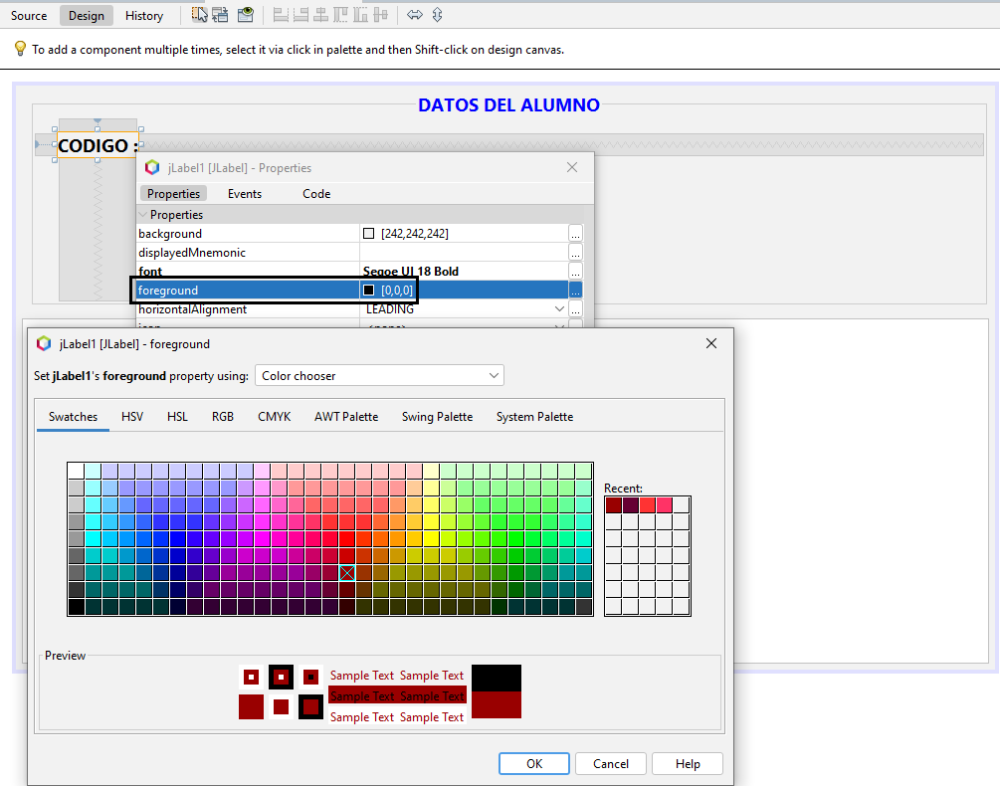 Source Design History
To add a component multiple times, select it via click in palette and then Shift-click on design canvas.
DATOS DEL ALUMNO
CODIGO :
jLabel1 [JLabel] - Properties
Properties Events Code
Properties
background [242,242,242] ...
displayedMnemonic ...
font Segoe UI 18 Bold ...
foreground [0,0,0] ...
horizontalAlignment LEADING ...
jLabel1 [JLabel] - foreground
Set jLabel1's foreground property using: Color chooser
Swatches HSV HSL RGB CMYK AWT Palette Swing Palette System Palette
Recent:
Preview
Sample Text Sample Text
Sample Text Sample Text
Sample Text Sample Text
OK Cancel Help